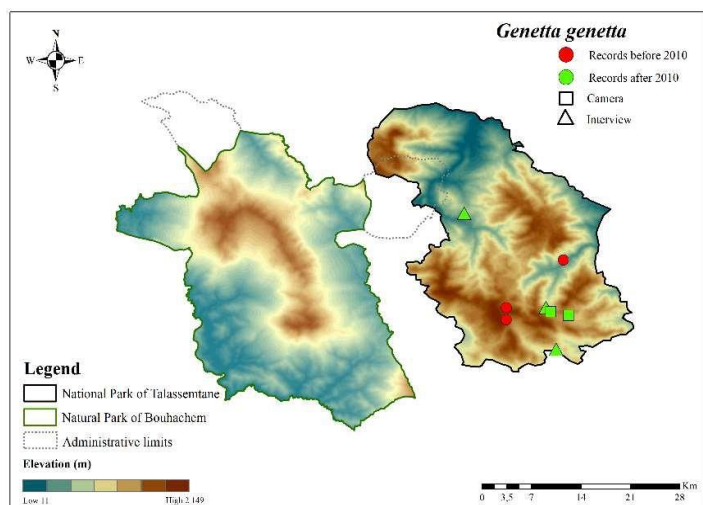 N
W E
S
Genetta genetta
Records before 2010
Records after 2010
Camera
Interview
Legend
National Park of Talassemtane
Natural Park of Bouhachem
Administrative limits
Elevation (m)
Low 11 High 2 149
Km
0 3,5 7 14 21 28